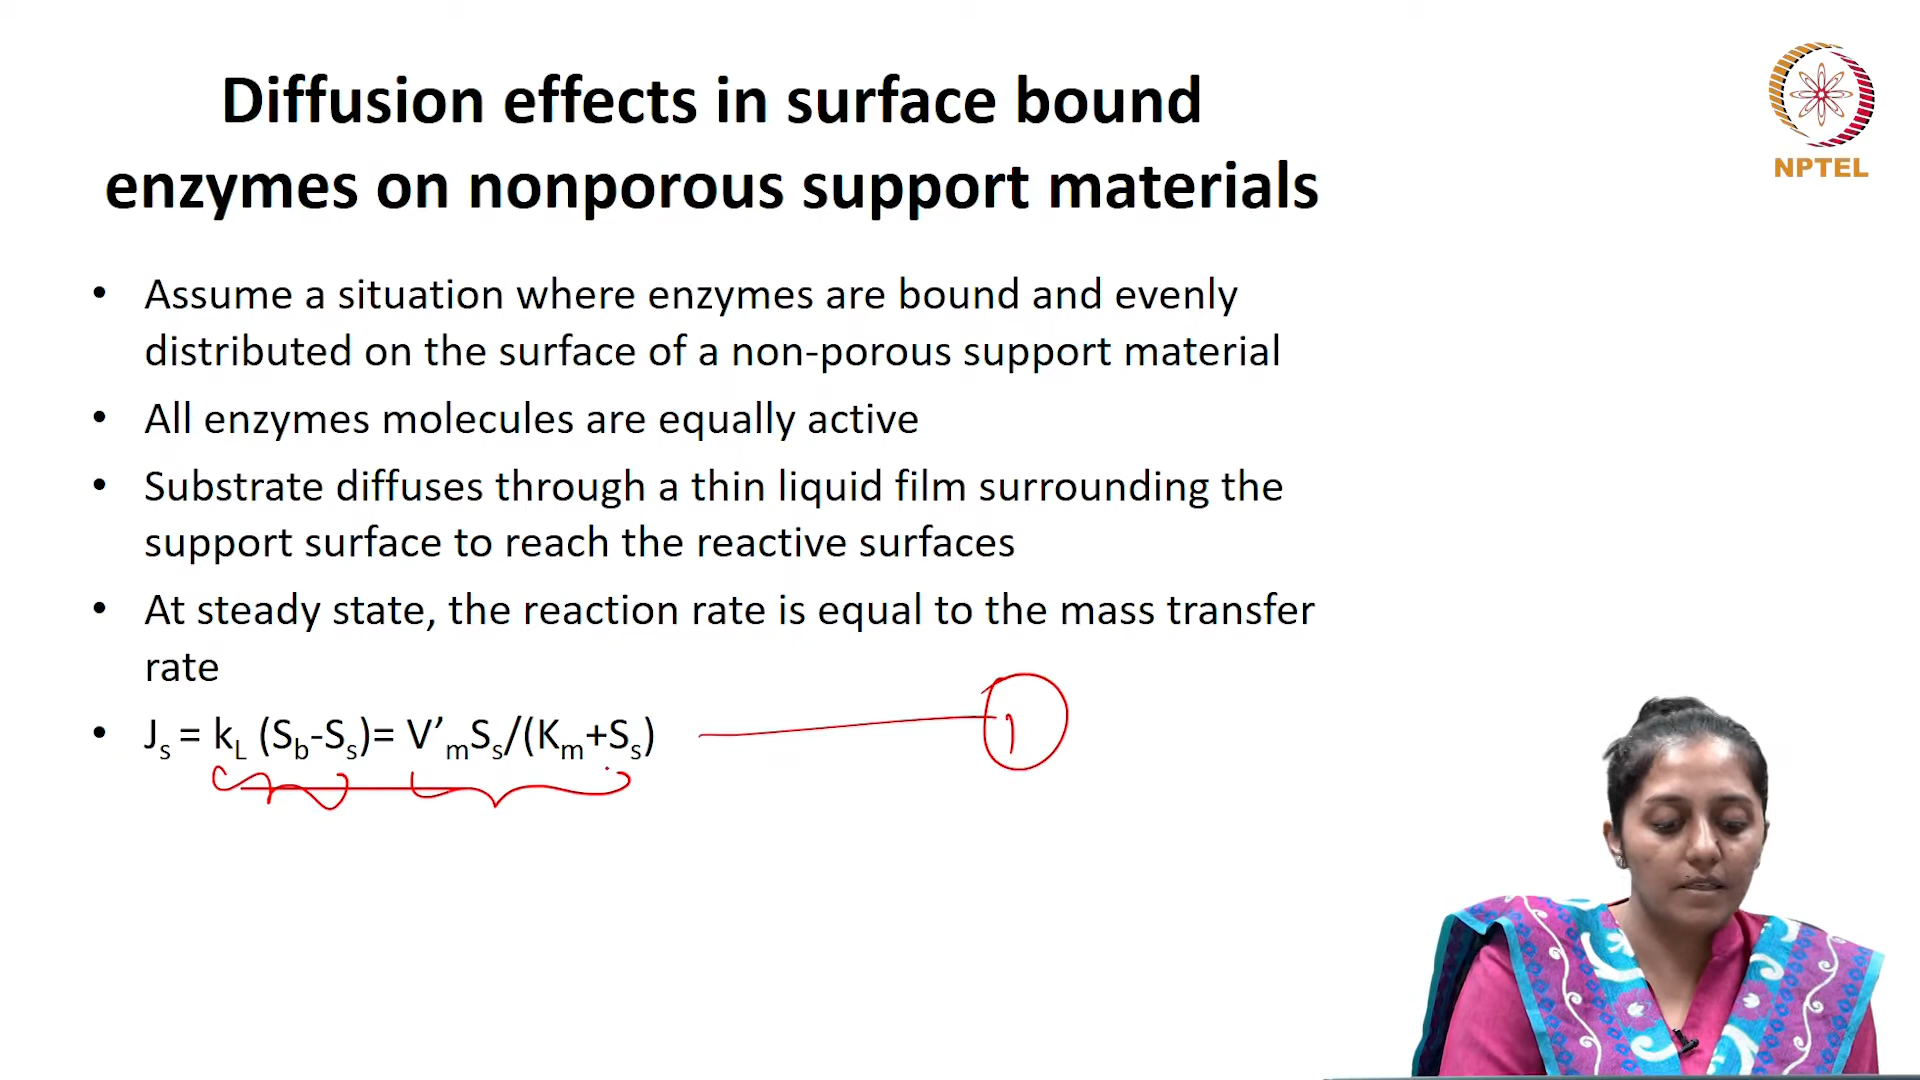 Diffusion effects in surface bound
enzymes on nonporous support materials
NPTEL
• Assume a situation where enzymes are bound and evenly
distributed on the surface of a non-porous support material
• All enzymes molecules are equally active
• Substrate diffuses through a thin liquid film surrounding the
support surface to reach the reactive surfaces
• At steady state, the reaction rate is equal to the mass transfer
rate
• Jₛ = k_L (S_b-Sₛ)= V’ₘSₛ/(Kₘ+Sₛ)
1